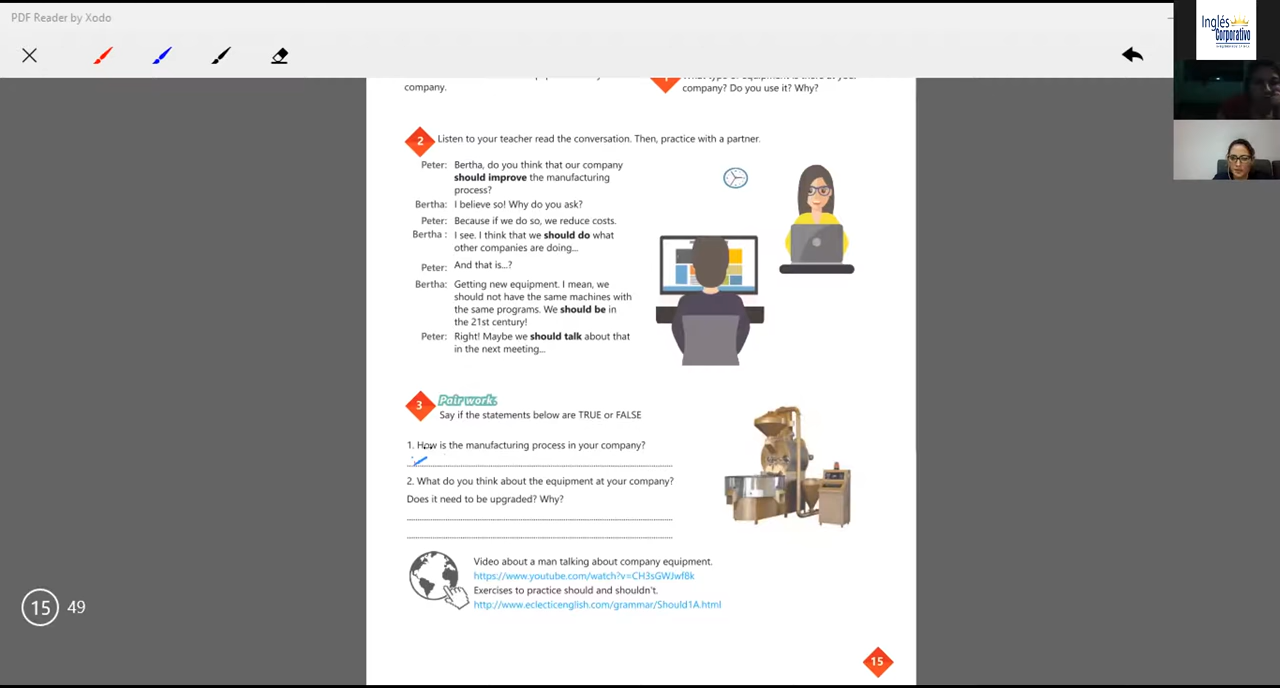 PDF Reader by Xodo
Inglés
Corporativo
company.
company? Do you use it? Why?
2 Listen to your teacher read the conversation. Then, practice with a partner.
Peter: Bertha, do you think that our company
should improve the manufacturing
process?
Bertha: I believe so! Why do you ask?
Peter: Because if we do so, we reduce costs.
Bertha : I see. I think that we should do what
other companies are doing...
Peter: And that is...?
Bertha: Getting new equipment. I mean, we
should not have the same machines with
the same programs. We should be in
the 21st century!
Peter: Right! Maybe we should talk about that
in the next meeting...
3 Pair work.
Say if the statements below are TRUE or FALSE
1. How is the manufacturing process in your company?
2. What do you think about the equipment at your company?
Does it need to be upgraded? Why?
Video about a man talking about company equipment.
https://www.youtube.com/watch?v=CH3sGWJwf8k
Exercises to practice should and shouldn't.
http://www.eclecticenglish.com/grammar/Should1A.html
15 49
15